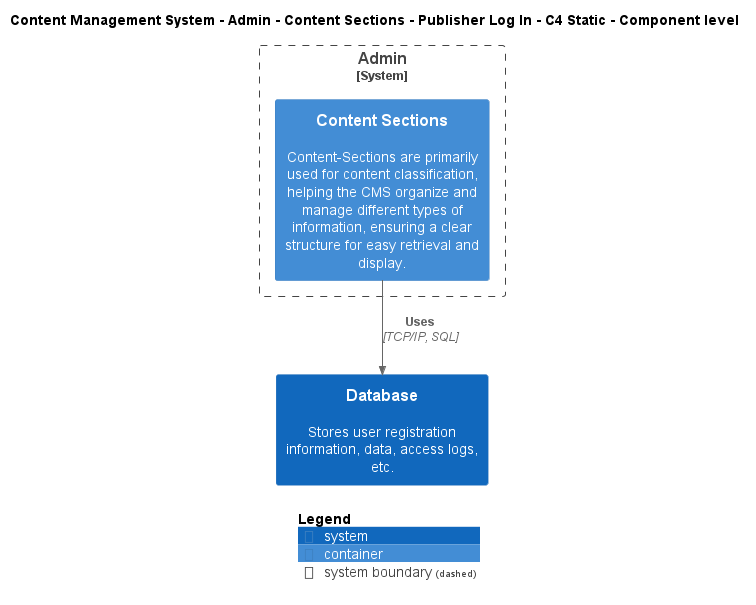 Content Management System - Admin - Content Sections - Publisher Log In - C4 Static - Component level
Admin
[System]
Content Sections
Content-Sections are primarily
used for content classification,
helping the CMS organize and
manage different types of
information, ensuring a clear
structure for easy retrieval and
display.
Uses
[TCP/IP, SQL]
Database
Stores user registration
information, data, access logs,
etc.
Legend
system
container
system boundary (dashed)